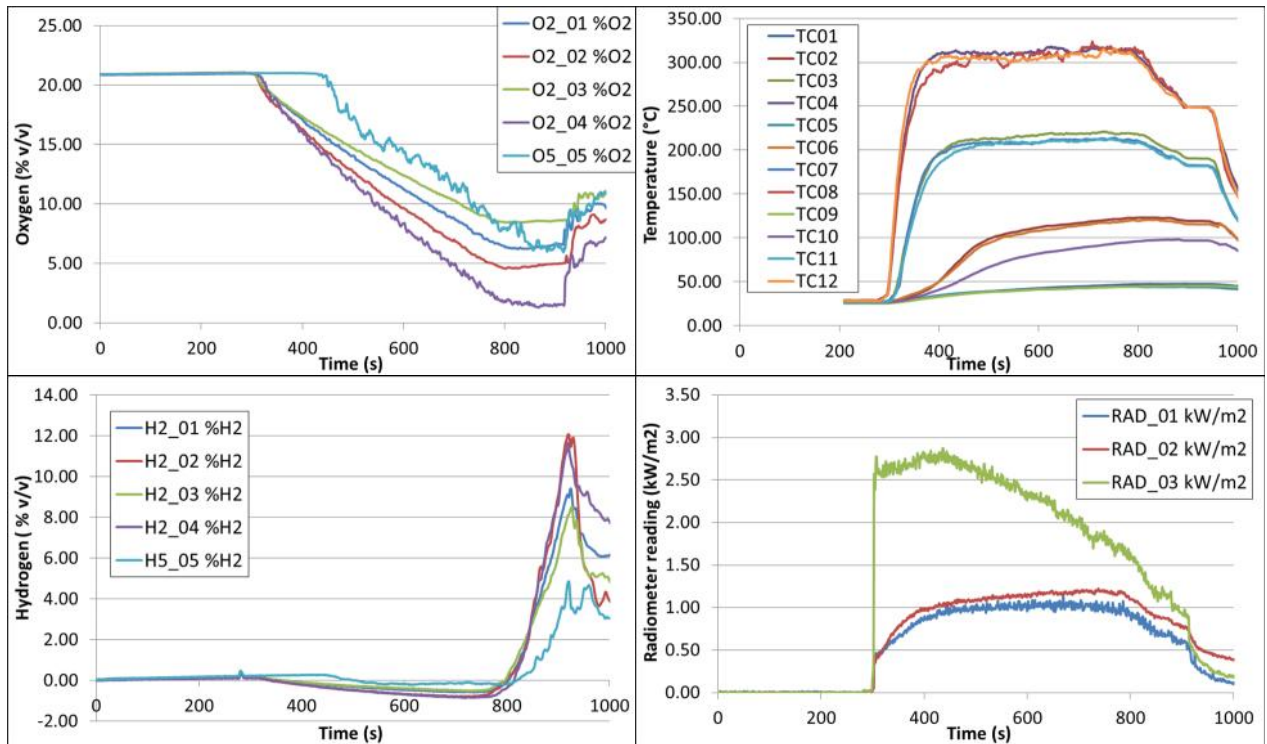 25.00
20.00
15.00
10.00
5.00
0.00
Oxygen (% v/v)
0
200
400
600
800
1000
Time (s)
O2_01 %O2
O2_02 %O2
O2_03 %O2
O2_04 %O2
O5_05 %O2
350.00
300.00
250.00
200.00
150.00
100.00
50.00
0.00
Temperature (°C)
0
200
400
600
800
1000
Time (s)
TC01
TC02
TC03
TC04
TC05
TC06
TC07
TC08
TC09
TC10
TC11
TC12
14.00
12.00
10.00
8.00
6.00
4.00
2.00
0.00
-2.00
Hydrogen ( % v/v)
0
200
400
600
800
1000
Time (s)
H2_01 %H2
H2_02 %H2
H2_03 %H2
H2_04 %H2
H5_05 %H2
3.50
3.00
2.50
2.00
1.50
1.00
0.50
0.00
Radiometer reading (kW/m2)
0
200
400
600
800
1000
Time (s)
RAD_01 kW/m2
RAD_02 kW/m2
RAD_03 kW/m2